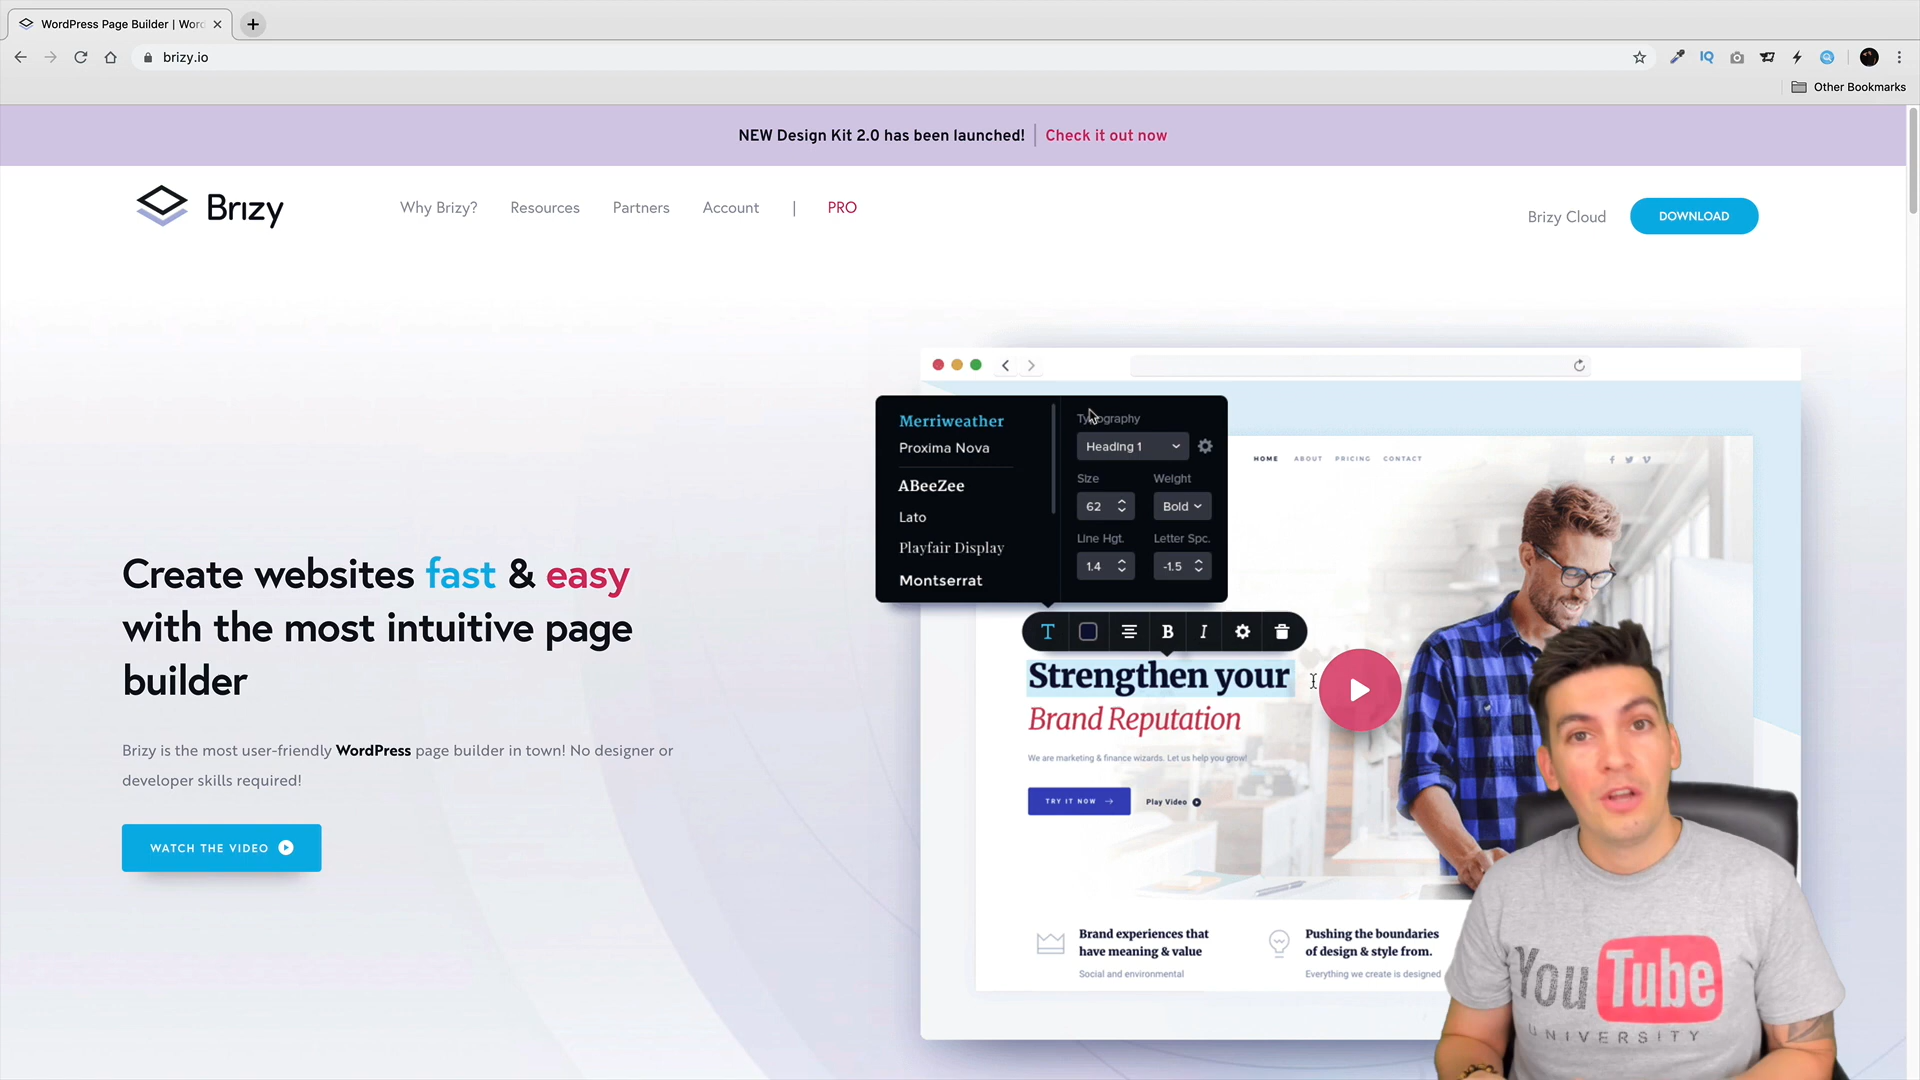 WordPress Page Builder | Wor
brizy.io
IQ
Other Bookmarks
NEW Design Kit 2.0 has been launched! | Check it out now
Brizy
Why Brizy?
Resources
Partners
Account
|
PRO
Brizy Cloud
DOWNLOAD
Merriweather
Proxima Nova
ABeeZee
Lato
Playfair Display
Montserrat
Typography
Heading 1
Size
Weight
62
Bold
Line Hgt.
Letter Spc.
1.4
-1.5
HOME
ABOUT
PRICING
CONTACT
T
B
I
Strengthen your
Brand Reputation
We are marketing & finance wizards. Let us help you grow!
TRY IT NOW
Play Video
Create websites fast & easy
with the most intuitive page
builder
Brizy is the most user-friendly WordPress page builder in town! No designer or
developer skills required!
WATCH THE VIDEO
Brand experiences that
have meaning & value
Social and environmental
Pushing the boundaries
of design & style from.
Everything we create is designed
YouTube
UNIVERSITY